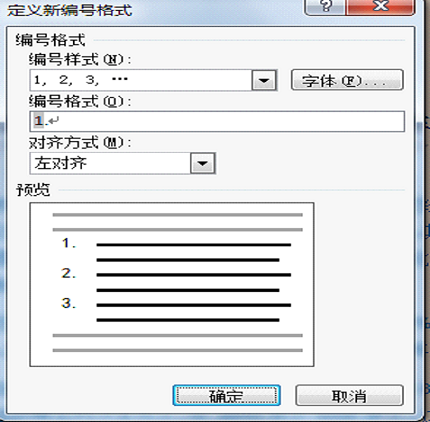 定义新编号格式
编号格式
编号样式(N):
1, 2, 3, …
字体(F)...
编号格式(O):
1.↵
对齐方式(M):
左对齐
预览
1.
2.
3.
确定 取消